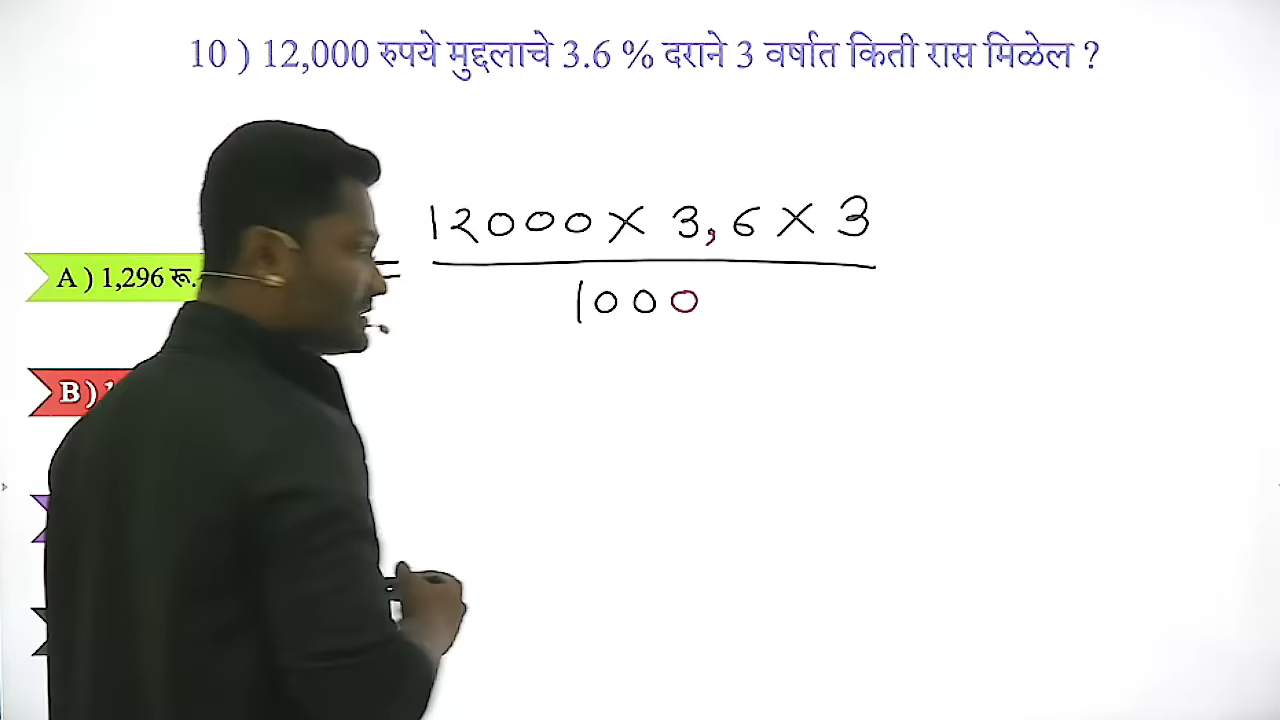 10 ) 12,000 रुपये मुद्दलाचे 3.6 % दराने 3 वर्षात किती रास मिळेल ?
= 12000 X 3,6 X 3
1000
A ) 1,296 रू.
B )